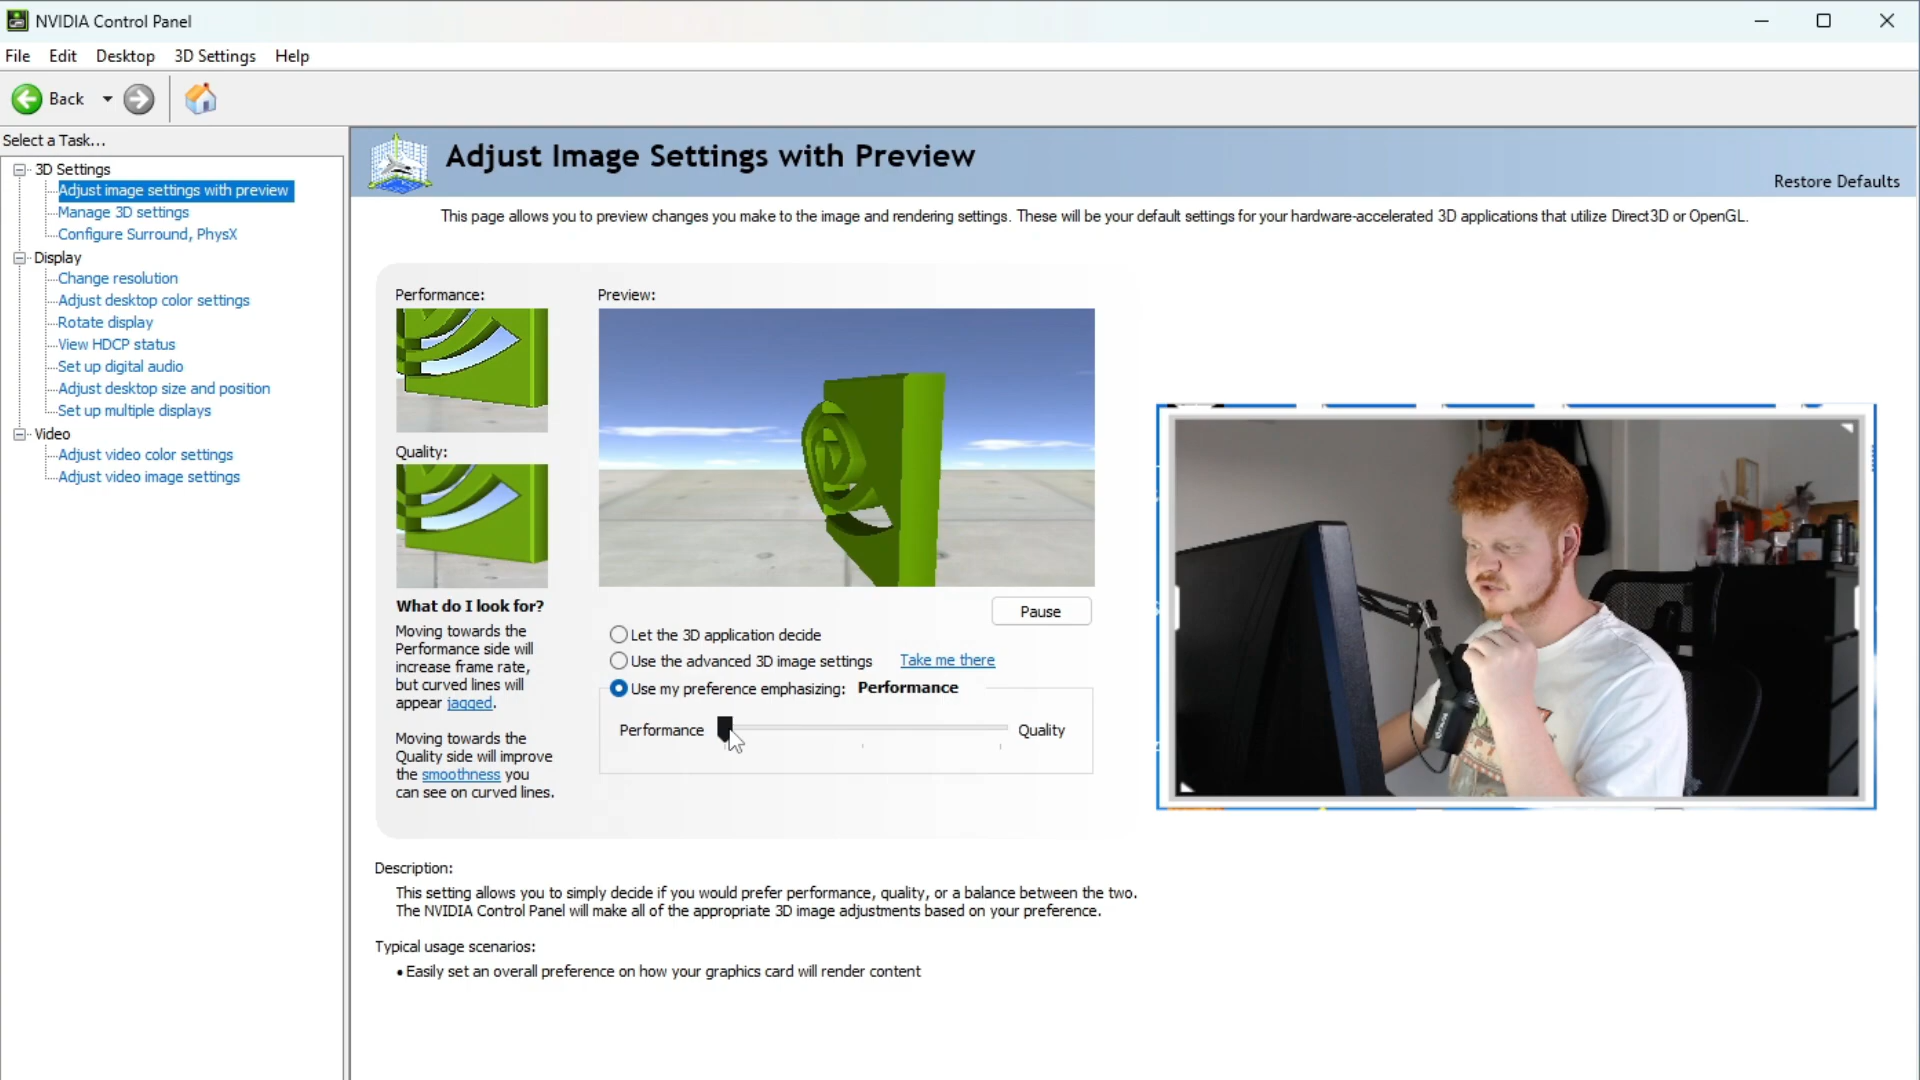 NVIDIA Control Panel
File Edit Desktop 3D Settings Help
Back
Select a Task...
3D Settings
Adjust image settings with preview
Manage 3D settings
Configure Surround, PhysX
Display
Change resolution
Adjust desktop color settings
Rotate display
View HDCP status
Set up digital audio
Adjust desktop size and position
Set up multiple displays
Video
Adjust video color settings
Adjust video image settings
Adjust Image Settings with Preview
Restore Defaults
This page allows you to preview changes you make to the image and rendering settings. These will be your default settings for your hardware-accelerated 3D applications that utilize Direct3D or OpenGL.
Performance:
Quality:
What do I look for?
Moving towards the
Performance side will
increase frame rate,
but curved lines will
appear jagged.
Moving towards the
Quality side will improve
the smoothness you
can see on curved lines.
Preview:
Pause
Let the 3D application decide
Use the advanced 3D image settings Take me there
Use my preference emphasizing: Performance
Performance Quality
Description:
This setting allows you to simply decide if you would prefer performance, quality, or a balance between the two.
The NVIDIA Control Panel will make all of the appropriate 3D image adjustments based on your preference.
Typical usage scenarios:
• Easily set an overall preference on how your graphics card will render content